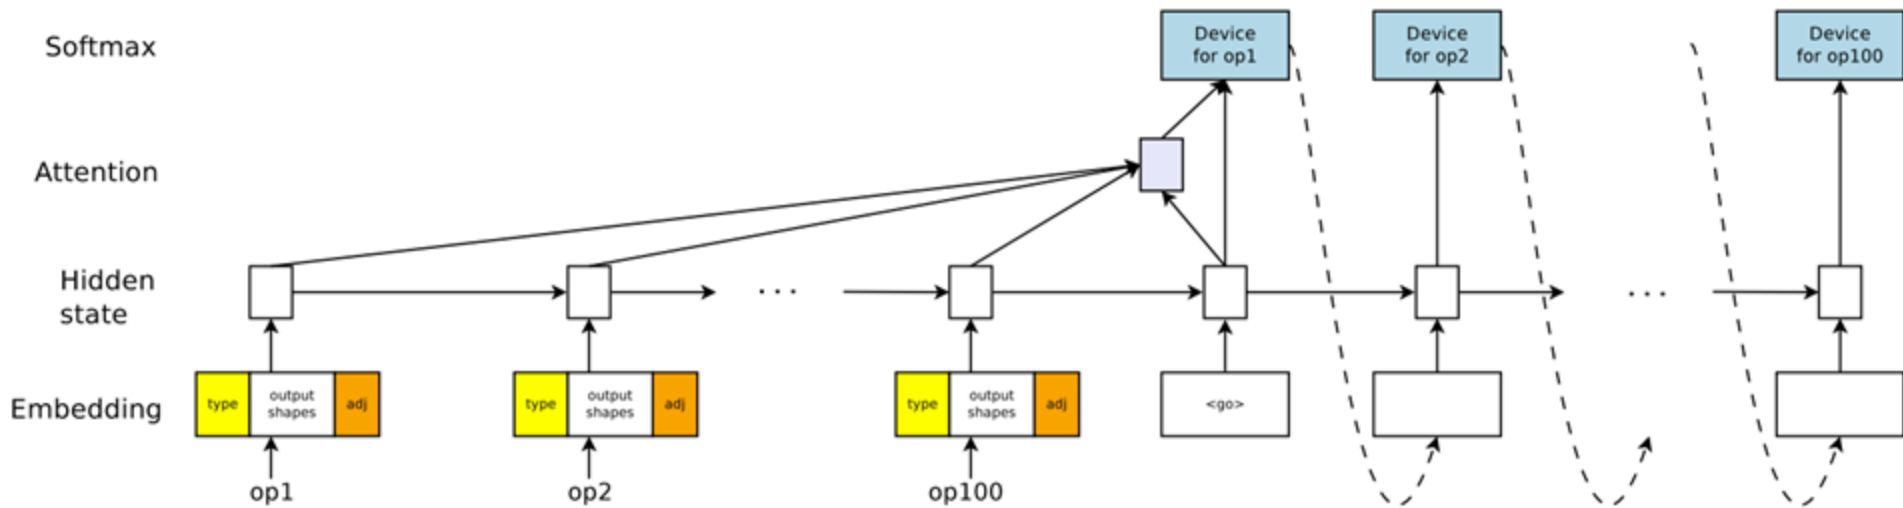 Softmax
Device
for op1
Device
for op2
Device
for op100
Attention
Hidden
state
...
...
Embedding
type
output
shapes
adj
type
output
shapes
adj
type
output
shapes
adj
<go>
op1
op2
op100